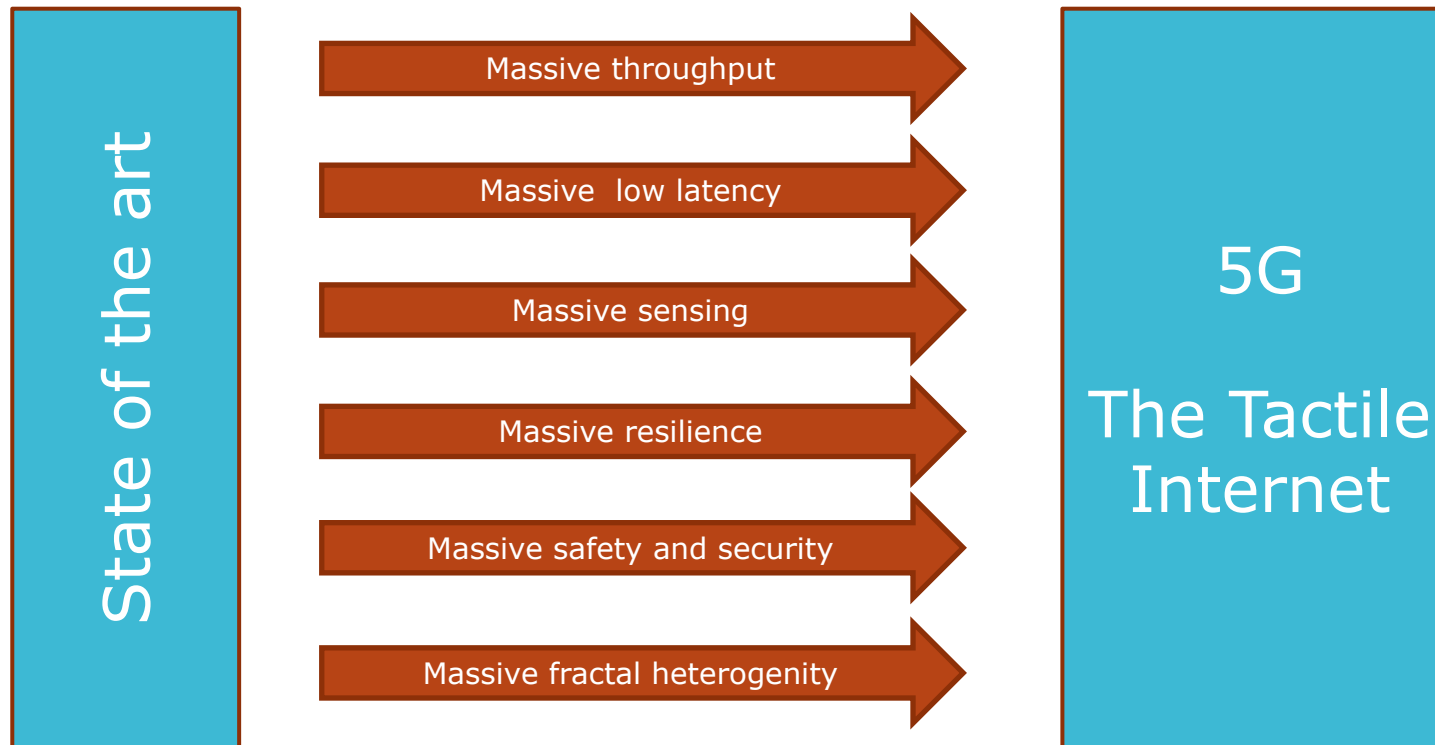 State of the art
Massive throughput
Massive  low latency
Massive sensing
Massive resilience
Massive safety and security
Massive fractal heterogenity
5G
The Tactile
Internet